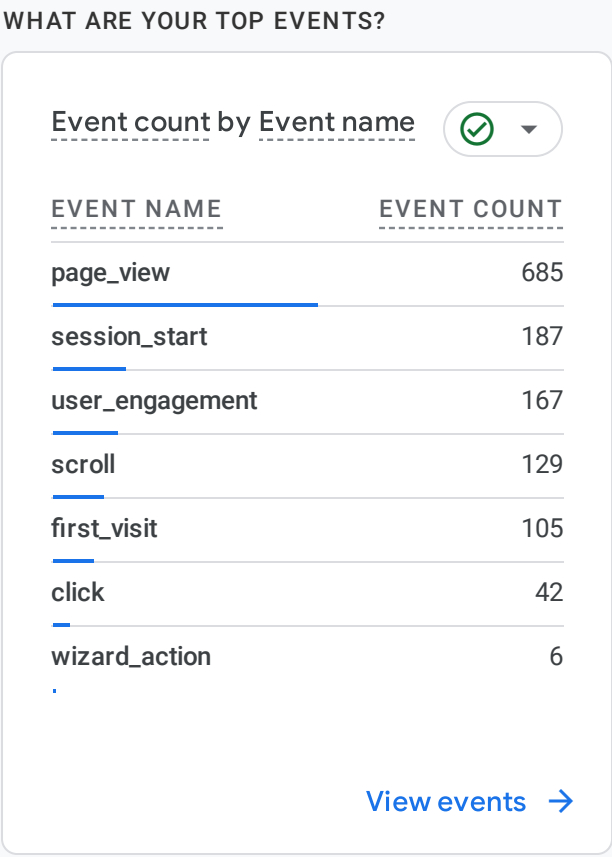 WHAT ARE YOUR TOP EVENTS?
Event count by Event name
EVENT NAME EVENT COUNT
page_view 685
session_start 187
user_engagement 167
scroll 129
first_visit 105
click 42
wizard_action 6
View events